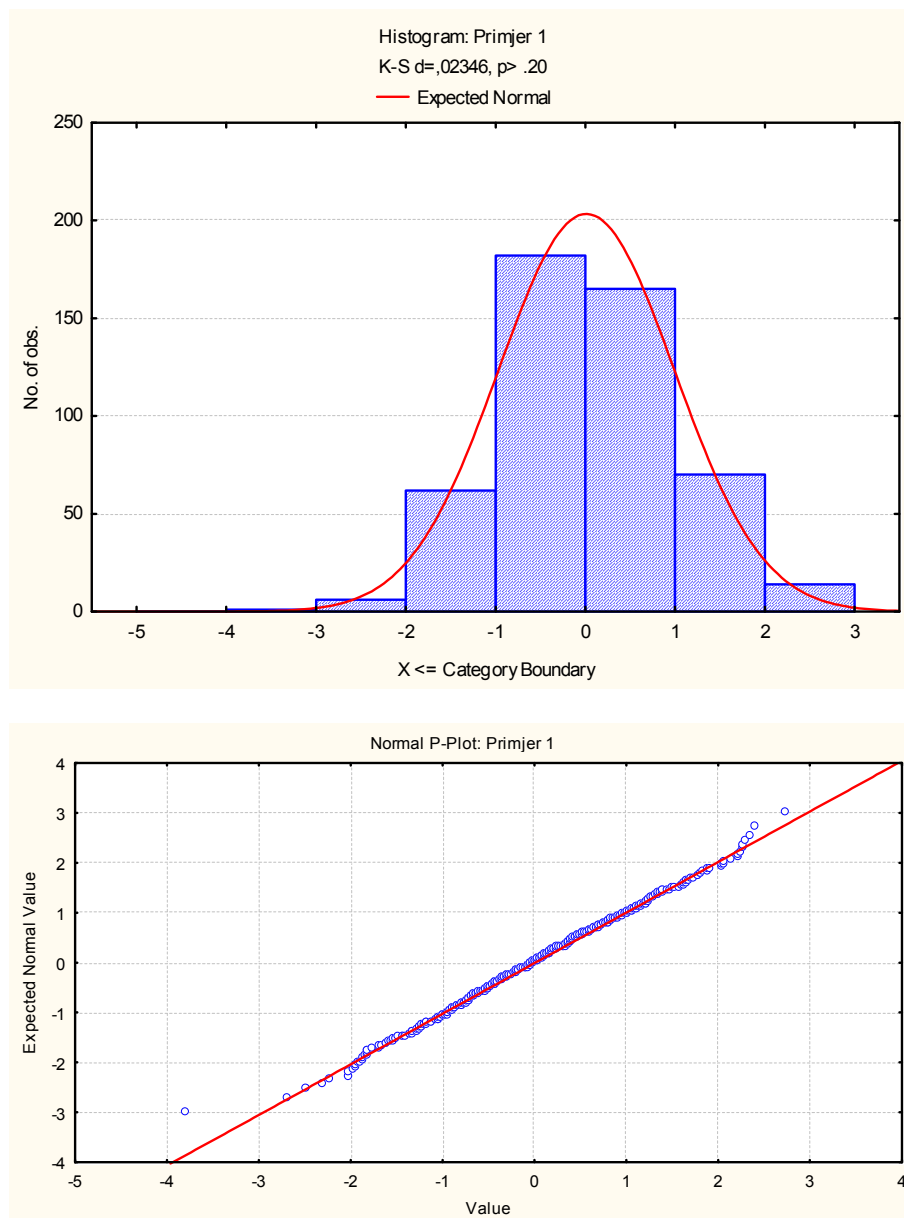 Histogram: Primjer 1
K-S d=,02346, p> .20
Expected Normal
250
200
150
100
50
0
No. of obs.
-5 -4 -3 -2 -1 0 1 2 3
X <= Category Boundary
Normal P-Plot: Primjer 1
4
3
2
1
0
-1
-2
-3
-4
Expected Normal Value
-5 -4 -3 -2 -1 0 1 2 3 4
Value